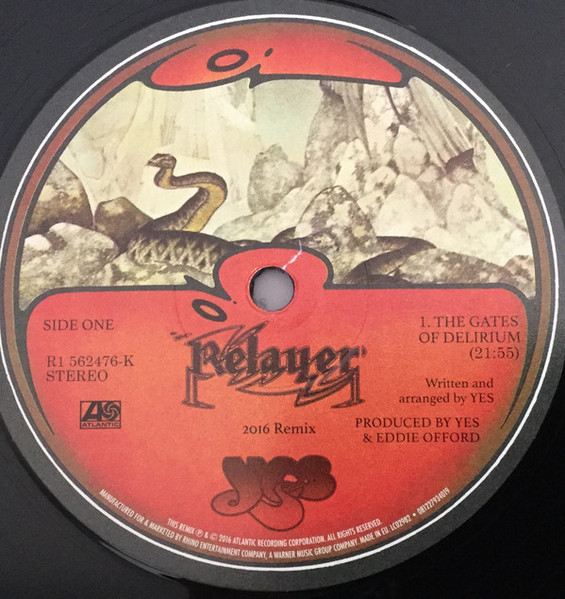 SIDE ONE
R1 562476-K
STEREO
ATLANTIC
Relayer
2016 Remix
YES
1. THE GATES
OF DELIRIUM
(21:55)
Written and
arranged by YES
PRODUCED BY YES
& EDDIE OFFORD
THIS REMIX ℗ & © 2016 ATLANTIC RECORDING CORPORATION. ALL RIGHTS RESERVED.
MANUFACTURED FOR & MARKETED BY RHINO ENTERTAINMENT COMPANY, A WARNER MUSIC GROUP COMPANY. MADE IN EU. LC02982 • 081227934019